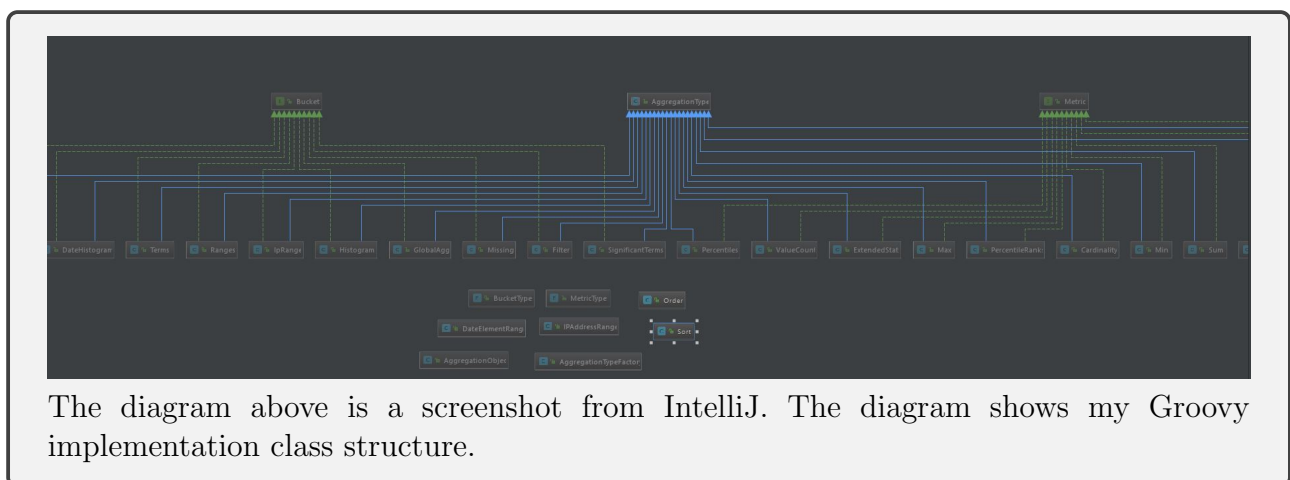 Bucket
AggregationType
Metric
DateHistogram
Terms
Ranges
IpRange
Histogram
GlobalAgg
Missing
Filter
SignificantTerms
Percentiles
ValueCount
ExtendedStat
Max
PercentileRank
Cardinality
Min
Sum
BucketType
MetricType
Order
DateElementRang
IPAddressRange
Sort
AggregationObjec
AggregationTypeFactor
The diagram above is a screenshot from IntelliJ. The diagram shows my Groovy
implementation class structure.